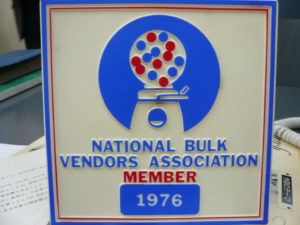 NATIONAL BULK
VENDORS ASSOCIATION
MEMBER
1976